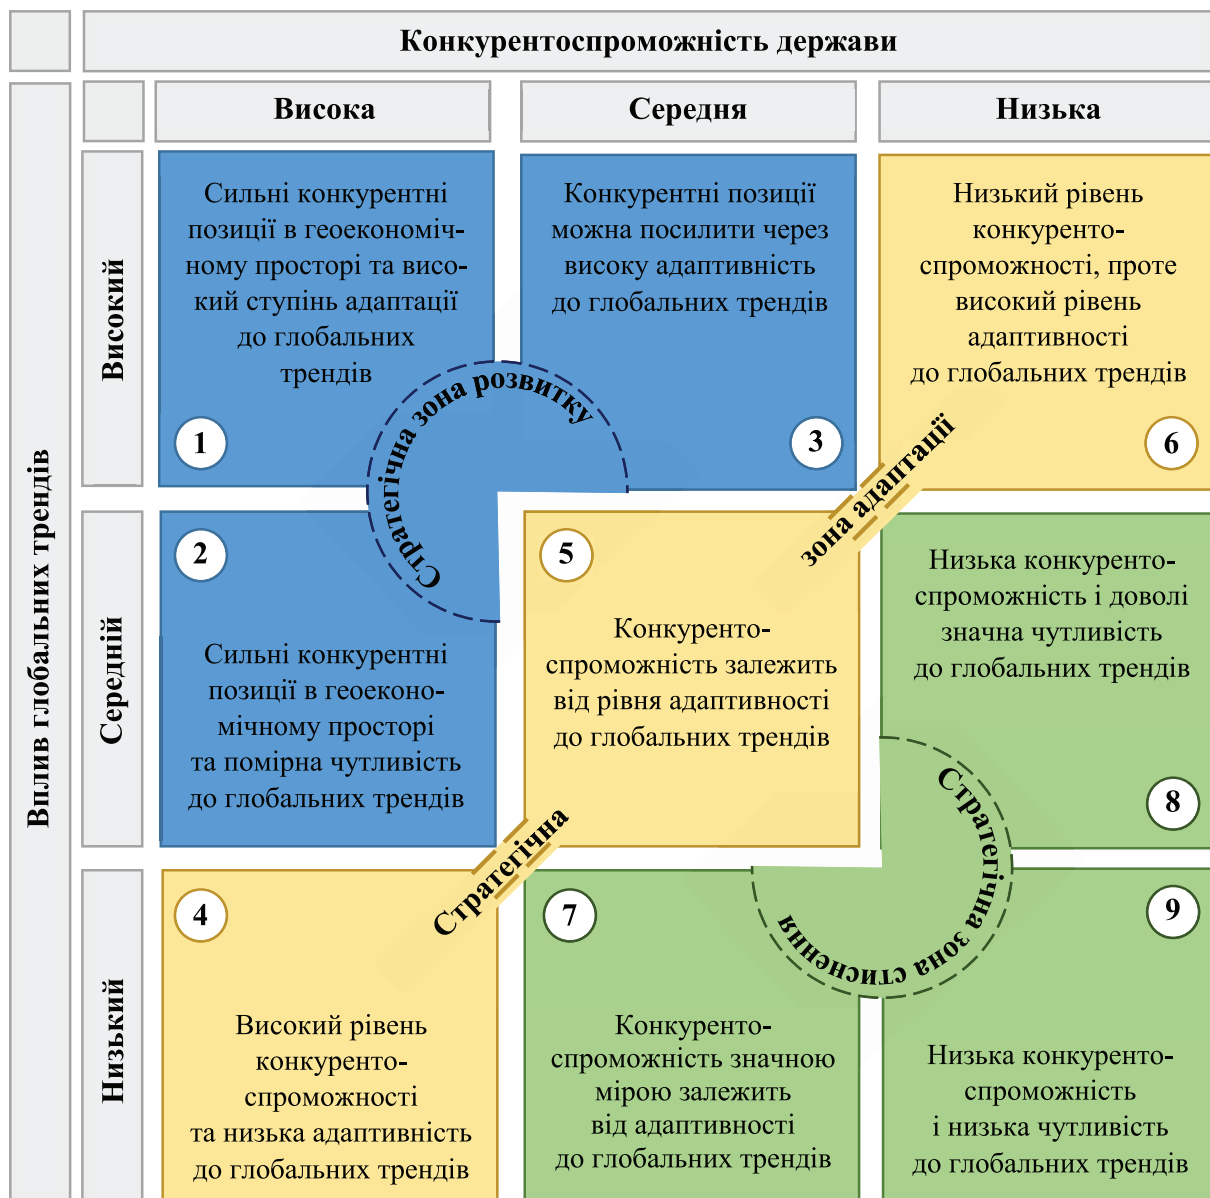 Конкурентоспроможність держави
Висока
Середня
Низька
Вплив глобальних трендів
Високий
Сильні конкурентні
позиції в геоекономіч-
ному просторі та висо-
кий ступінь адаптації
до глобальних
трендів
1
Конкурентні позиції
можна посилити через
високу адаптивність
до глобальних трендів
3
Низький рівень
конкуренто-
спроможності, проте
високий рівень
адаптивності
до глобальних трендів
6
Стратегічна зона розвитку
Середній
2
Сильні конкурентні
позиції в геоеконо-
мічному просторі
та помірна чутливість
до глобальних трендів
5
Конкуренто-
спроможність залежить
від рівня адаптивності
до глобальних трендів
Низька конкуренто-
спроможність і доволі
значна чутливість
до глобальних трендів
8
Стратегічна
зона адаптації
Низький
4
Високий рівень
конкуренто-
спроможності
та низька адаптивність
до глобальних трендів
7
Конкуренто-
спроможність значною
мірою залежить
від адаптивності
до глобальних трендів
9
Низька конкуренто-
спроможність
і низька чутливість
до глобальних трендів
Стратегічна зона стиснення